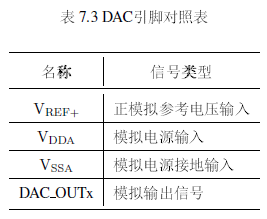 表 7.3 DAC引脚对照表
名称 信号类型
VREF+ 正模拟参考电压输入
VDDA 模拟电源输入
VSSA 模拟电源接地输入
DAC_OUTx 模拟输出信号